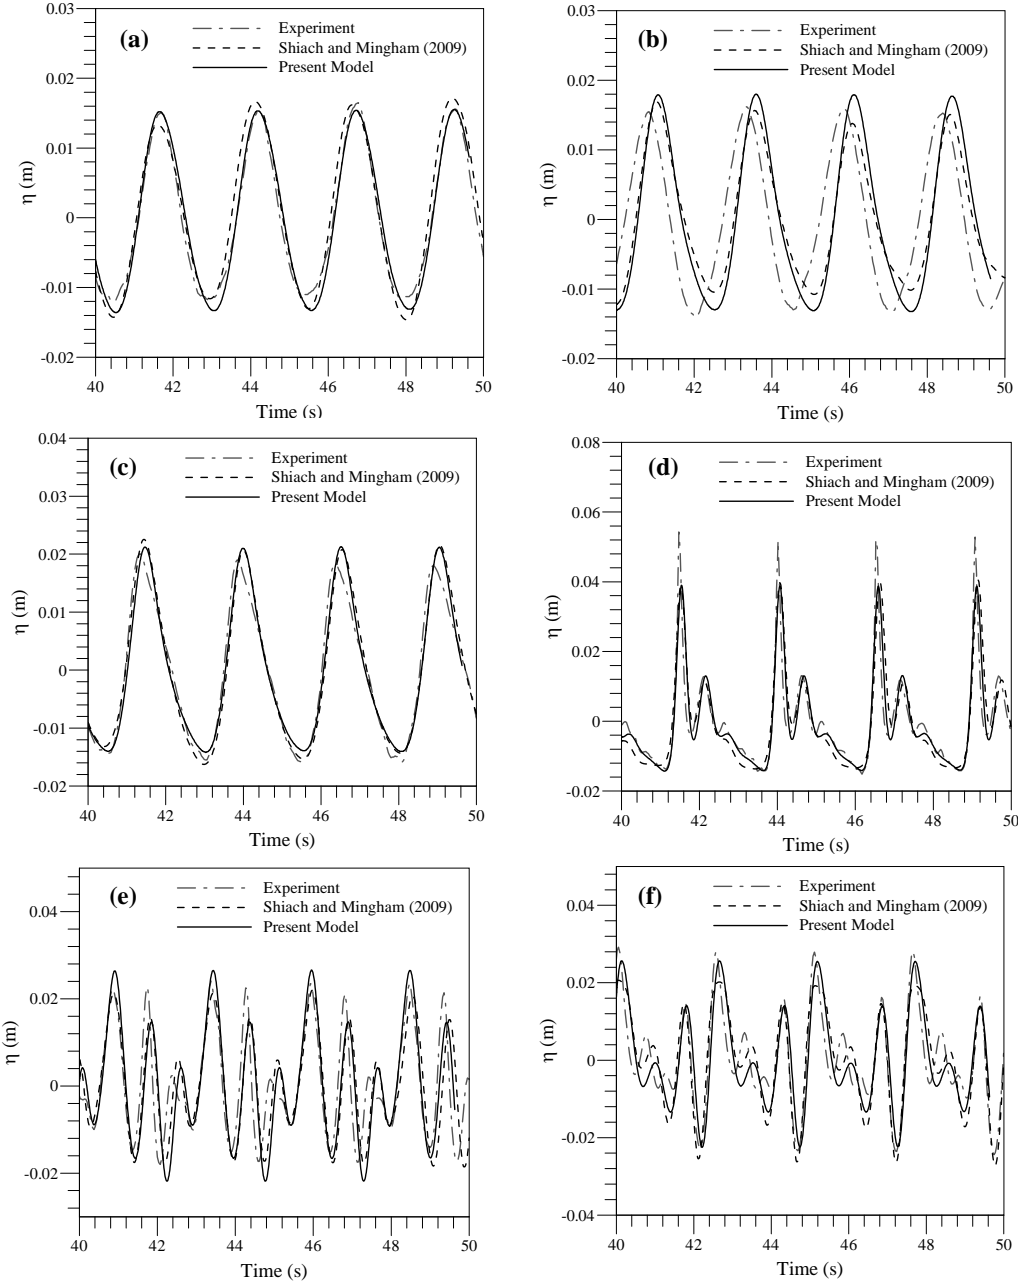 (a)
Experiment
Shiach and Mingham (2009)
Present Model
η (m)
0.03
0.02
0.01
0
-0.01
-0.02
40 42 44 46 48 50
Time (s)
(b)
Experiment
Shiach and Mingham (2009)
Present Model
η (m)
0.03
0.02
0.01
0
-0.01
-0.02
40 42 44 46 48 50
Time (s)
(c)
Experiment
Shiach and Mingham (2009)
Present Model
η (m)
0.04
0.03
0.02
0.01
0
-0.01
-0.02
40 42 44 46 48 50
Time (s)
(d)
Experiment
Shiach and Mingham (2009)
Present Model
η (m)
0.08
0.06
0.04
0.02
0
-0.02
40 42 44 46 48 50
Time (s)
(e)
Experiment
Shiach and Mingham (2009)
Present Model
η (m)
0.04
0.02
0
-0.02
40 42 44 46 48 50
Time (s)
(f)
Experiment
Shiach and Mingham (2009)
Present Model
η (m)
0.04
0.02
0
-0.02
-0.04
40 42 44 46 48 50
Time (s)